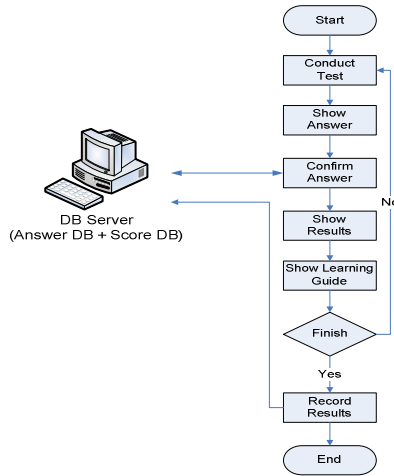 Start
Conduct
Test
Show
Answer
Confirm
Answer
DB Server
(Answer DB + Score DB)
Show
Results
Show Learning
Guide
Finish
Yes
Record
Results
End